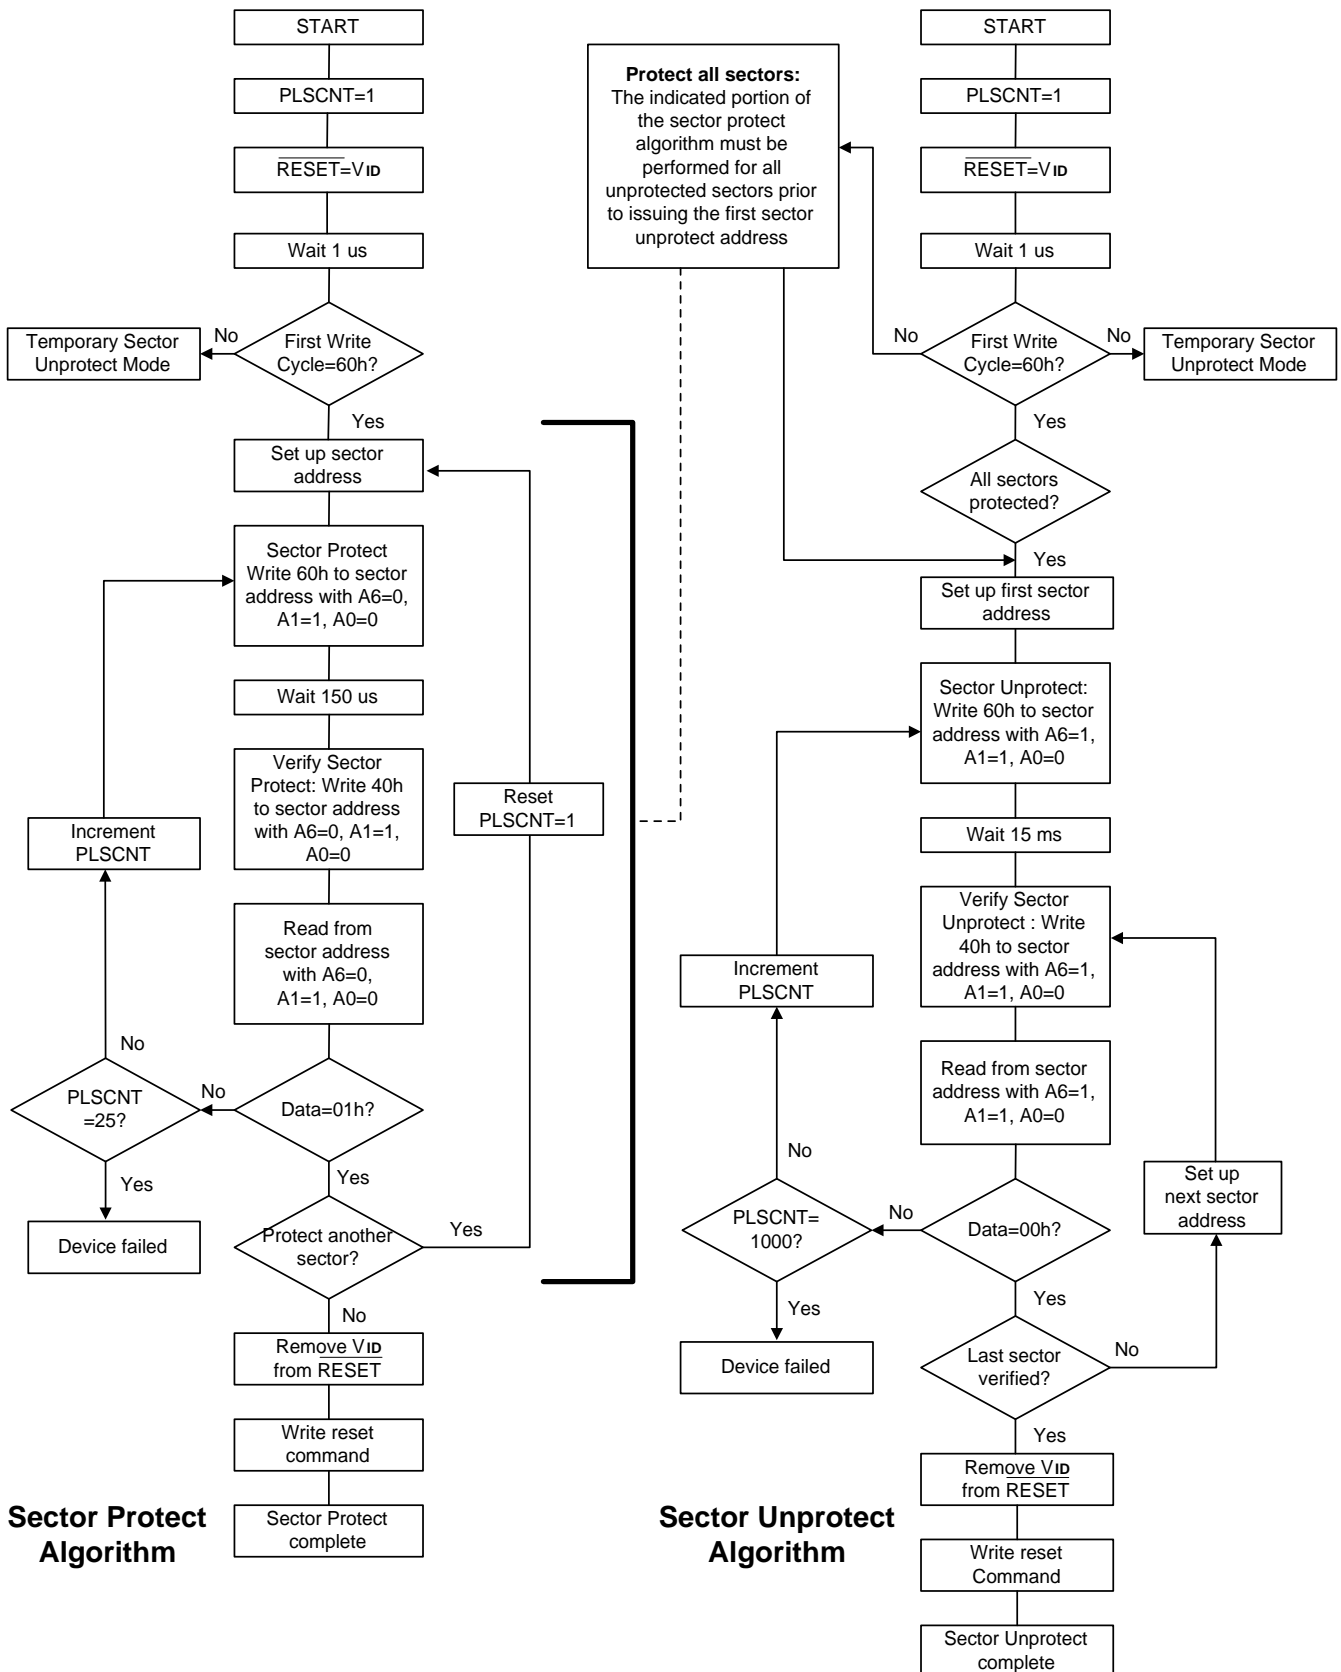 START
PLSCNT=1
RESET=VID
Wait 1 us
First Write
Cycle=60h?
No
Temporary Sector
Unprotect Mode
Yes
Set up sector
address
Sector Protect
Write 60h to sector
address with A6=0,
A1=1, A0=0
Wait 150 us
Verify Sector
Protect: Write 40h
to sector address
with A6=0, A1=1,
A0=0
Reset
PLSCNT=1
Increment
PLSCNT
Read from
sector address
with A6=0,
A1=1, A0=0
No
PLSCNT
=25?
No
Data=01h?
Yes
Yes
Device failed
Protect another
sector?
Yes
No
Remove VID
from RESET
Write reset
command
Sector Protect
complete
Sector Protect
Algorithm
Protect all sectors:
The indicated portion of
the sector protect
algorithm must be
performed for all
unprotected sectors prior
to issuing the first sector
unprotect address
START
PLSCNT=1
RESET=VID
Wait 1 us
No
First Write
Cycle=60h?
No
Temporary Sector
Unprotect Mode
Yes
All sectors
protected?
Yes
Set up first sector
address
Sector Unprotect:
Write 60h to sector
address with A6=1,
A1=1, A0=0
Wait 15 ms
Verify Sector
Unprotect : Write
40h to sector
address with A6=1,
A1=1, A0=0
Increment
PLSCNT
Read from sector
address with A6=1,
A1=1, A0=0
No
PLSCNT=
1000?
No
Data=00h?
Set up
next sector
address
Yes
Yes
Device failed
Last sector
verified?
No
Yes
Remove VID
from RESET
Write reset
Command
Sector Unprotect
complete
Sector Unprotect
Algorithm